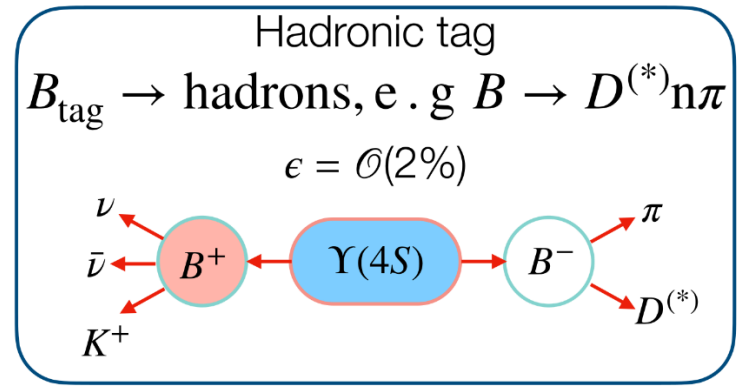 Hadronic tag
B_tag → hadrons, e . g B → D^(*)nπ
ϵ = 𝒪(2%)
ν
π
ν̄
B⁺
Υ(4S)
B⁻
K⁺
D^(*)